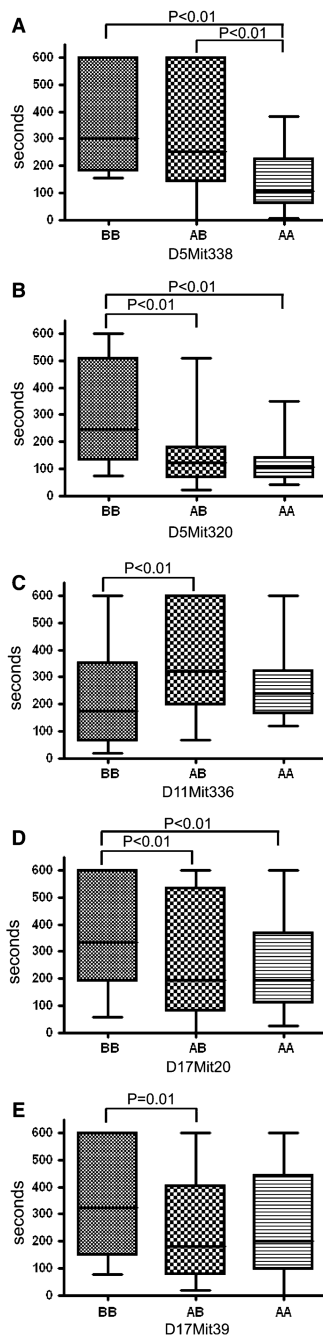 A
P<0.01
P<0.01
seconds
600
500
400
300
200
100
0
BB AB AA
D5Mit338
B
P<0.01
P<0.01
seconds
600
500
400
300
200
100
0
BB AB AA
D5Mit320
C
P<0.01
seconds
600
500
400
300
200
100
0
BB AB AA
D11Mit336
D
P<0.01
P<0.01
seconds
600
500
400
300
200
100
0
BB AB AA
D17Mit20
E
P=0.01
seconds
600
500
400
300
200
100
0
BB AB AA
D17Mit39